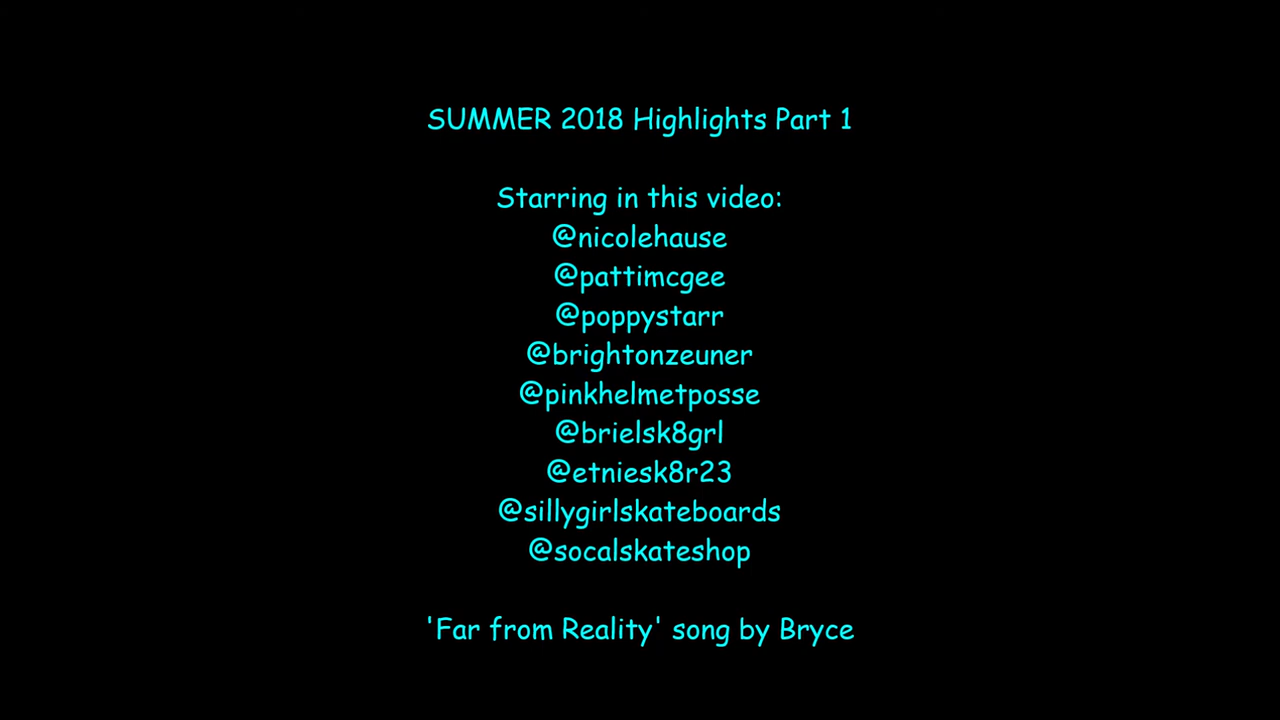 SUMMER 2018 Highlights Part 1
Starring in this video:
@nicolehause
@pattimcgee
@poppystarr
@brightonzeuner
@pinkhelmetposse
@brielsk8grl
@etniesk8r23
@sillygirlskateboards
@socalskateshop
'Far from Reality' song by Bryce